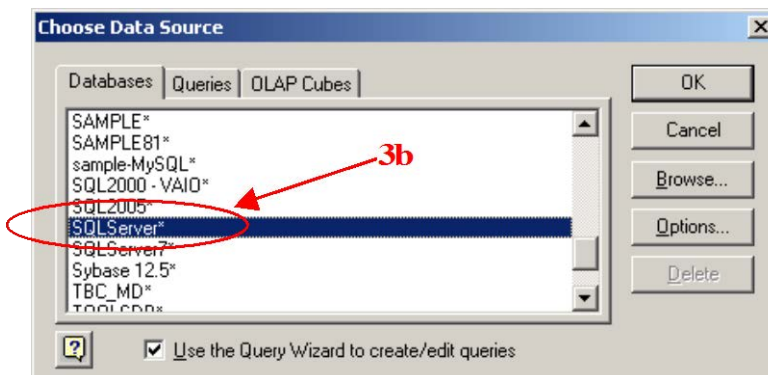 Choose Data Source
Databases Queries OLAP Cubes
OK
Cancel
Browse...
Options...
Delete
SAMPLE*
SAMPLE81*
sample-MySQL*
SQL2000 - VAIO*
SQL2005*
SQLServer*
SQLServer7*
Sybase 12.5*
TBC_MD*
3b
Use the Query Wizard to create/edit queries